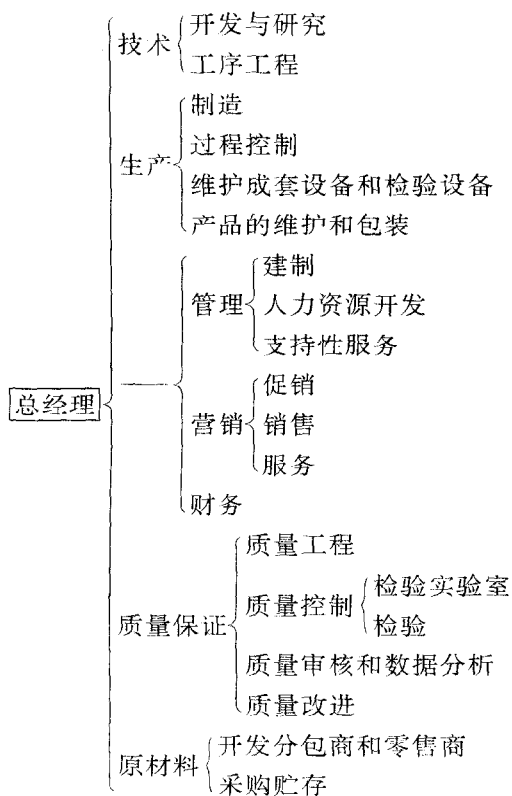 技术
开发与研究
工序工程
生产
制造
过程控制
维护成套设备和检验设备
产品的维护和包装
总经理
管理
建制
人力资源开发
支持性服务
营销
促销
销售
服务
财务
质量保证
质量工程
质量控制
检验实验室
检验
质量审核和数据分析
质量改进
原材料
开发分包商和零售商
采购贮存